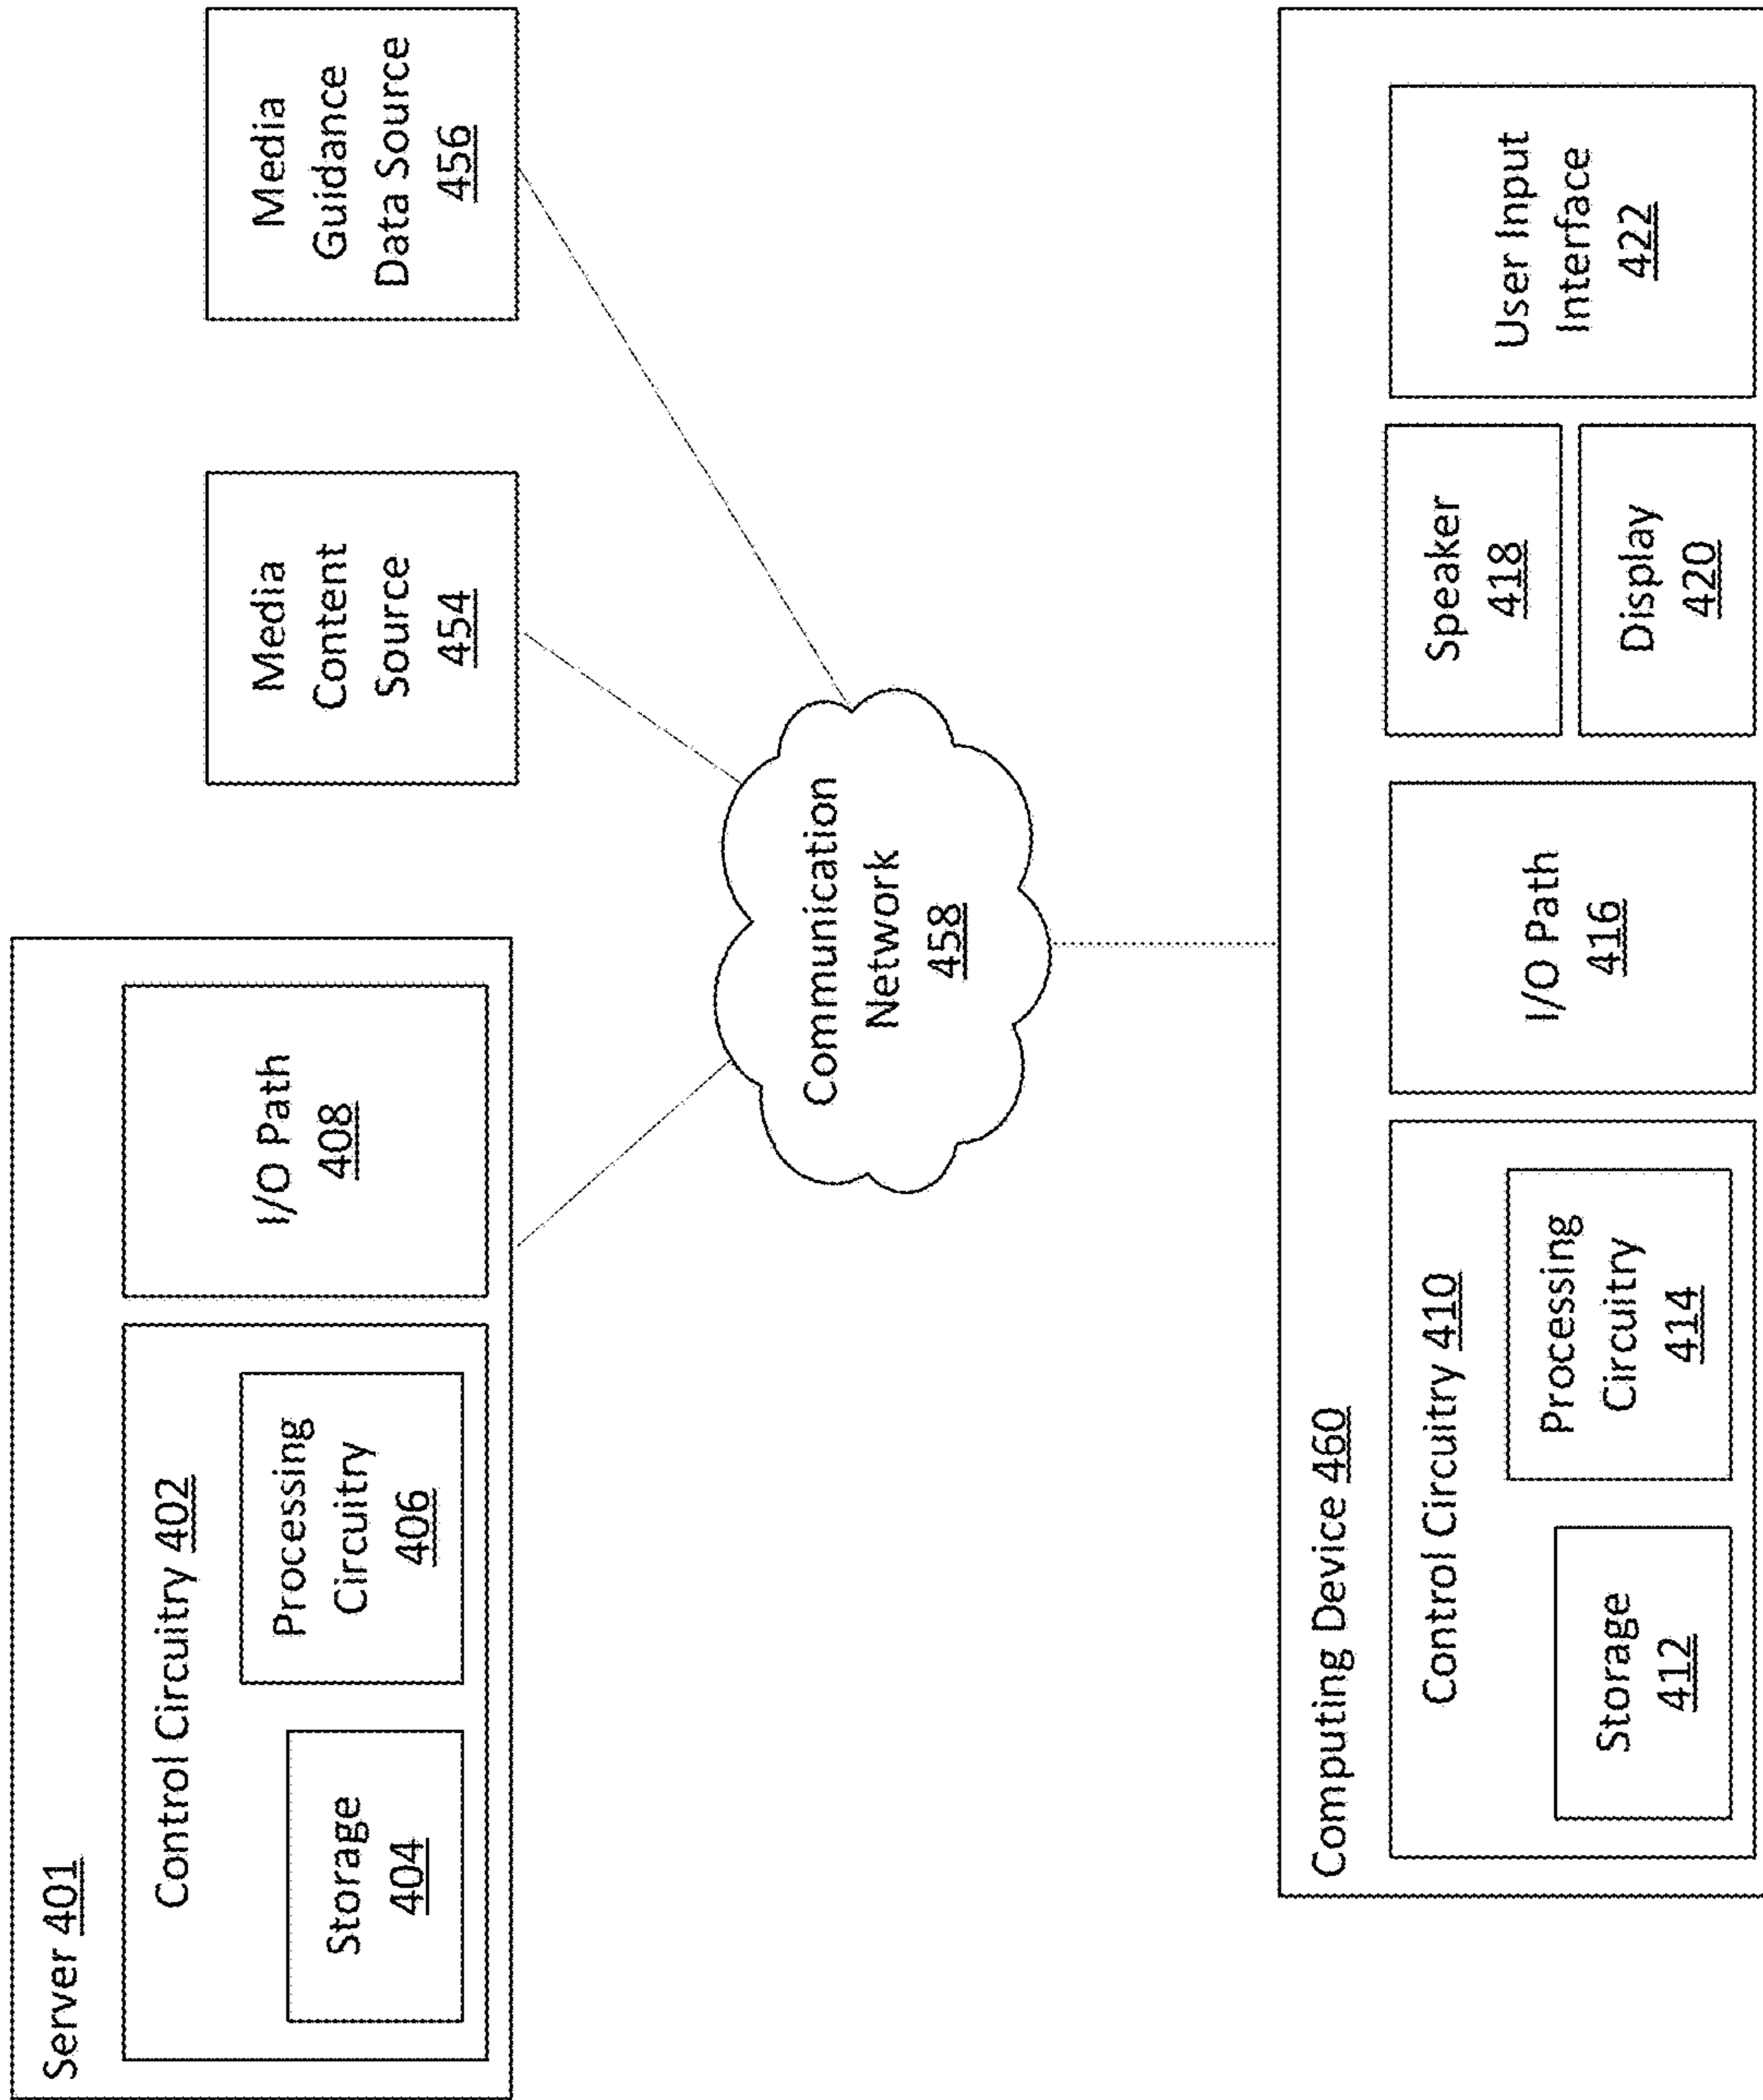 Server 401
Control Circuitry 402
Storage
404
Processing
Circuitry
406
I/O Path
408
Media
Content
Source
454
Media
Guidance
Data Source
456
Communication
Network
458
Computing Device 460
Control Circuitry 410
Storage
412
Processing
Circuitry
414
I/O Path
416
Speaker
418
Display
420
User Input
Interface
422